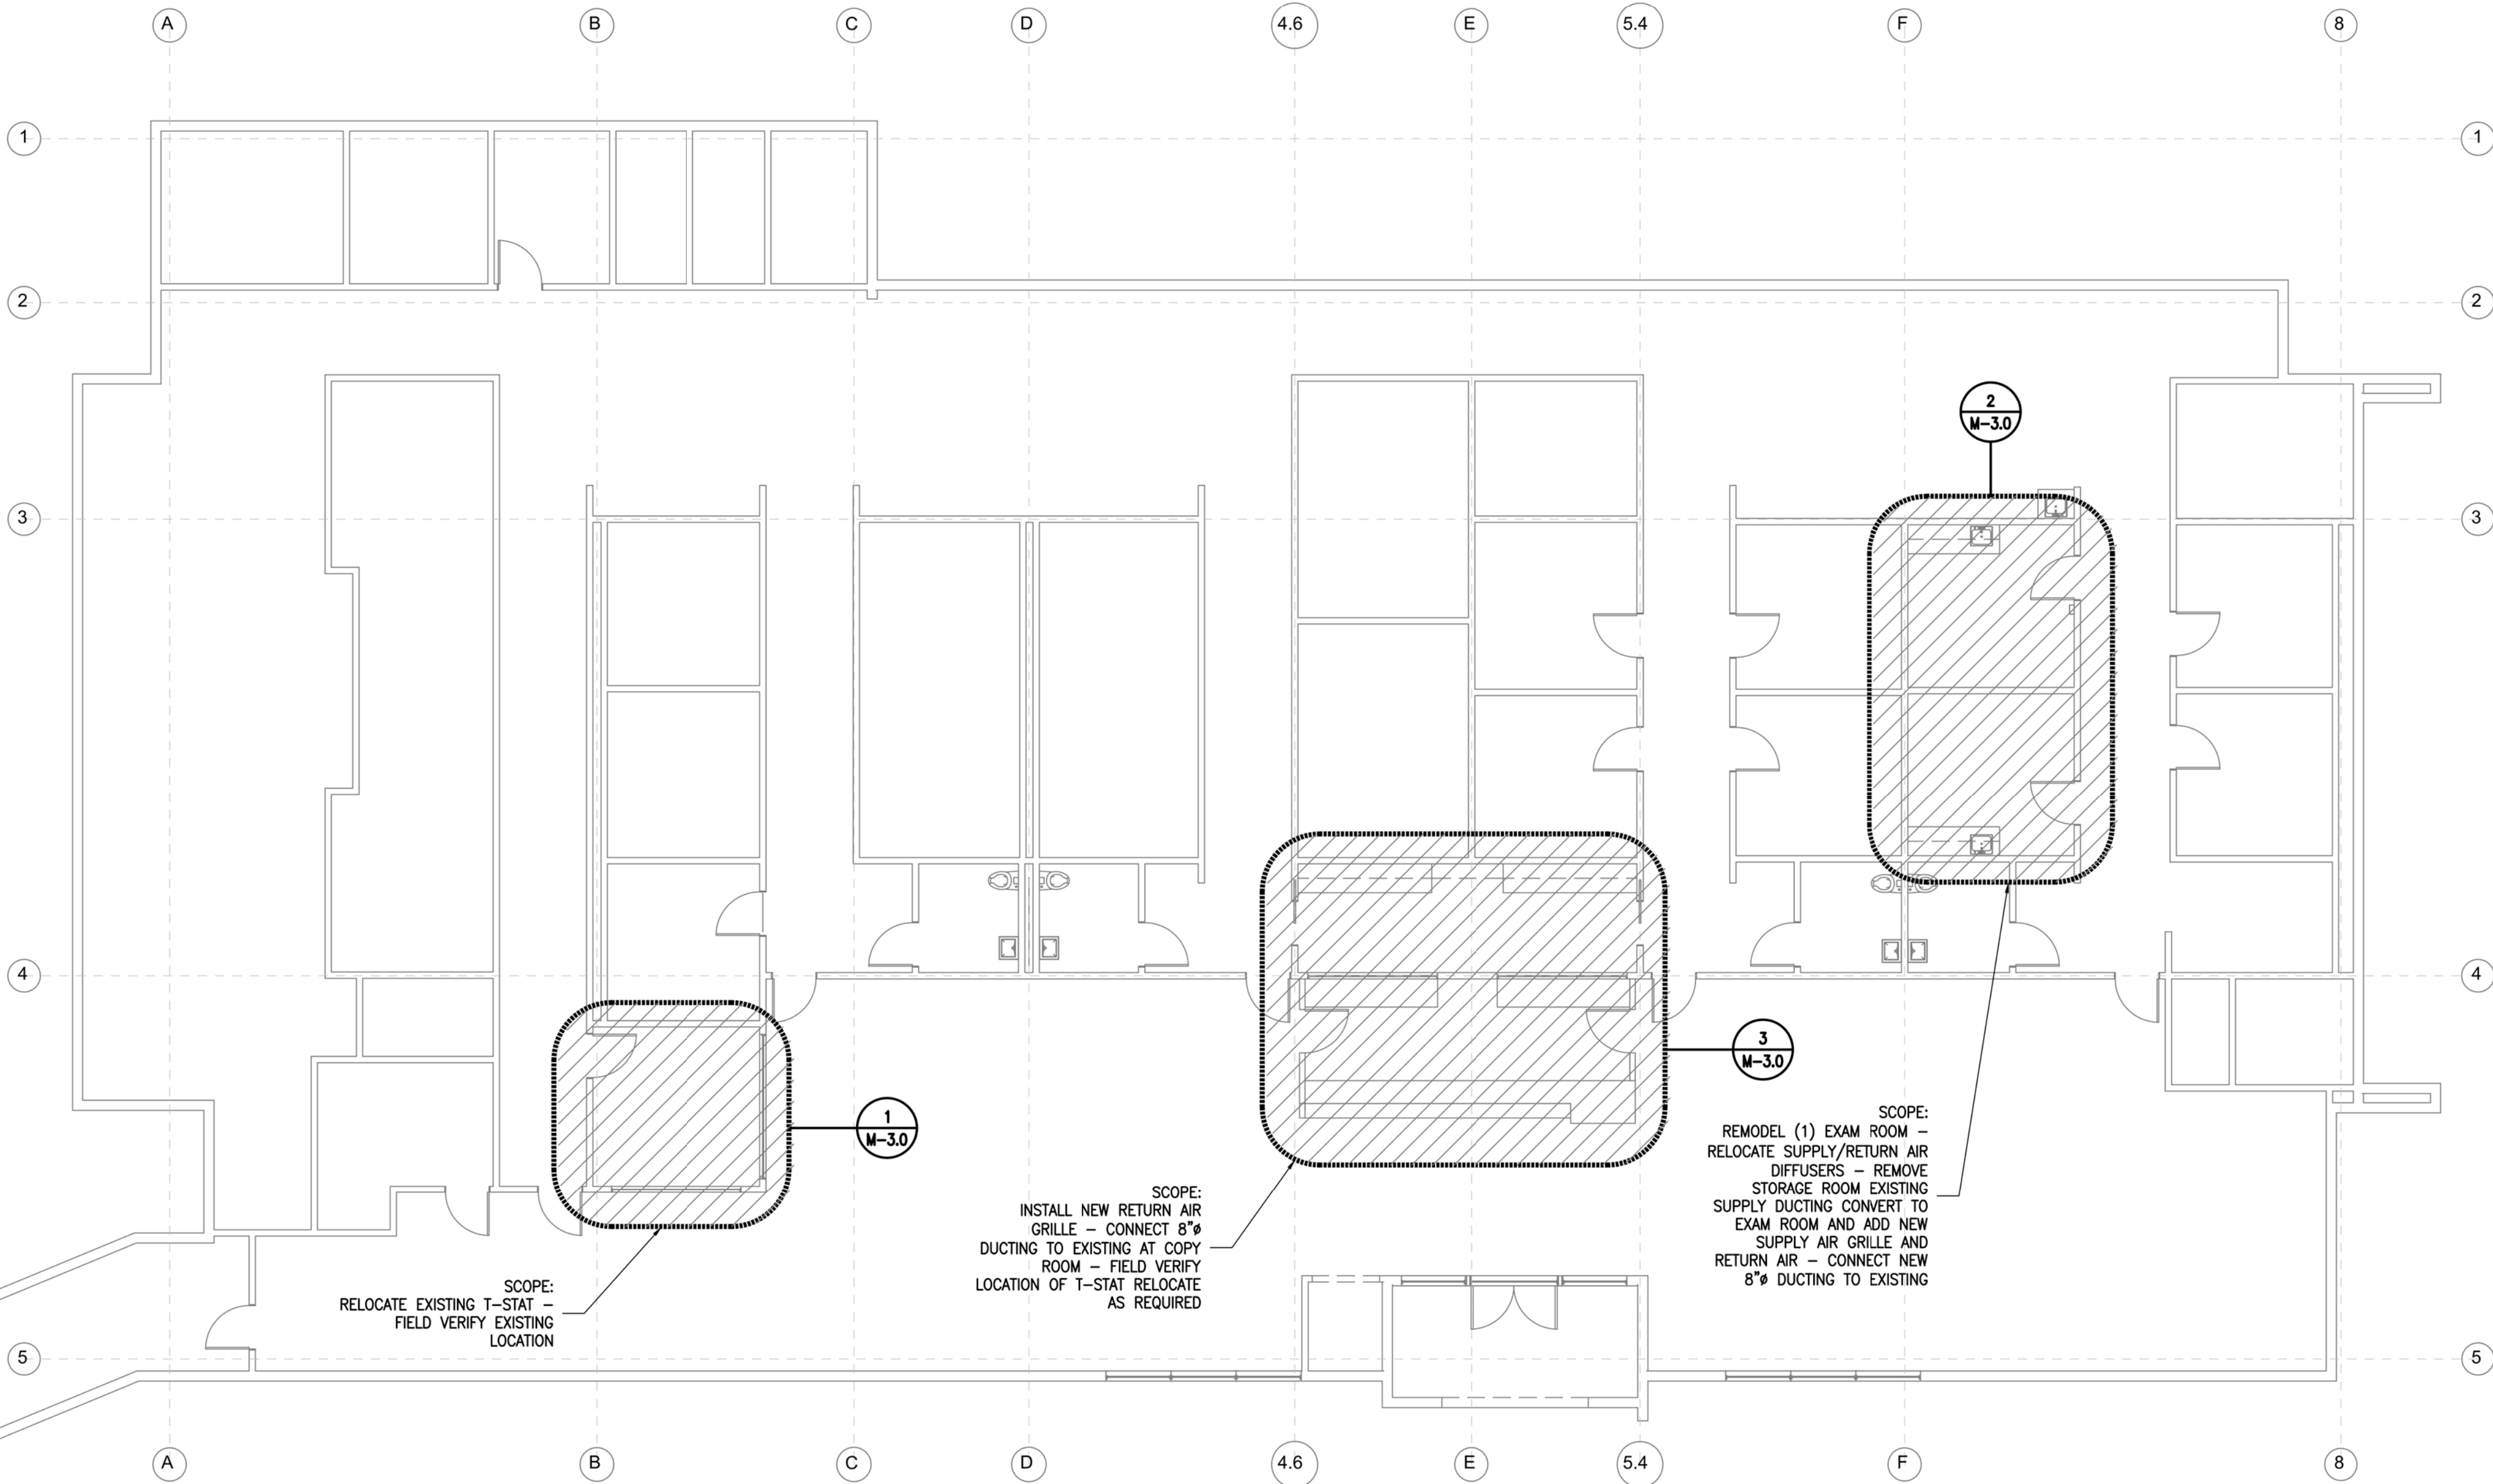 A
B
C
D
4.6
E
5.4
F
8
1
1
2
2
2
M-3.0
3
3
4
4
3
M-3.0
1
M-3.0
SCOPE:
REMODEL (1) EXAM ROOM –
RELOCATE SUPPLY/RETURN AIR
DIFFUSERS – REMOVE
STORAGE ROOM EXISTING
SUPPLY DUCTING CONVERT TO
EXAM ROOM AND ADD NEW
SUPPLY AIR GRILLE AND
RETURN AIR – CONNECT NEW
8"ø DUCTING TO EXISTING
SCOPE:
INSTALL NEW RETURN AIR
GRILLE – CONNECT 8"ø
DUCTING TO EXISTING AT COPY
ROOM – FIELD VERIFY
LOCATION OF T-STAT RELOCATE
AS REQUIRED
SCOPE:
RELOCATE EXISTING T-STAT –
FIELD VERIFY EXISTING
LOCATION
5
5
A
B
C
D
4.6
E
5.4
F
8